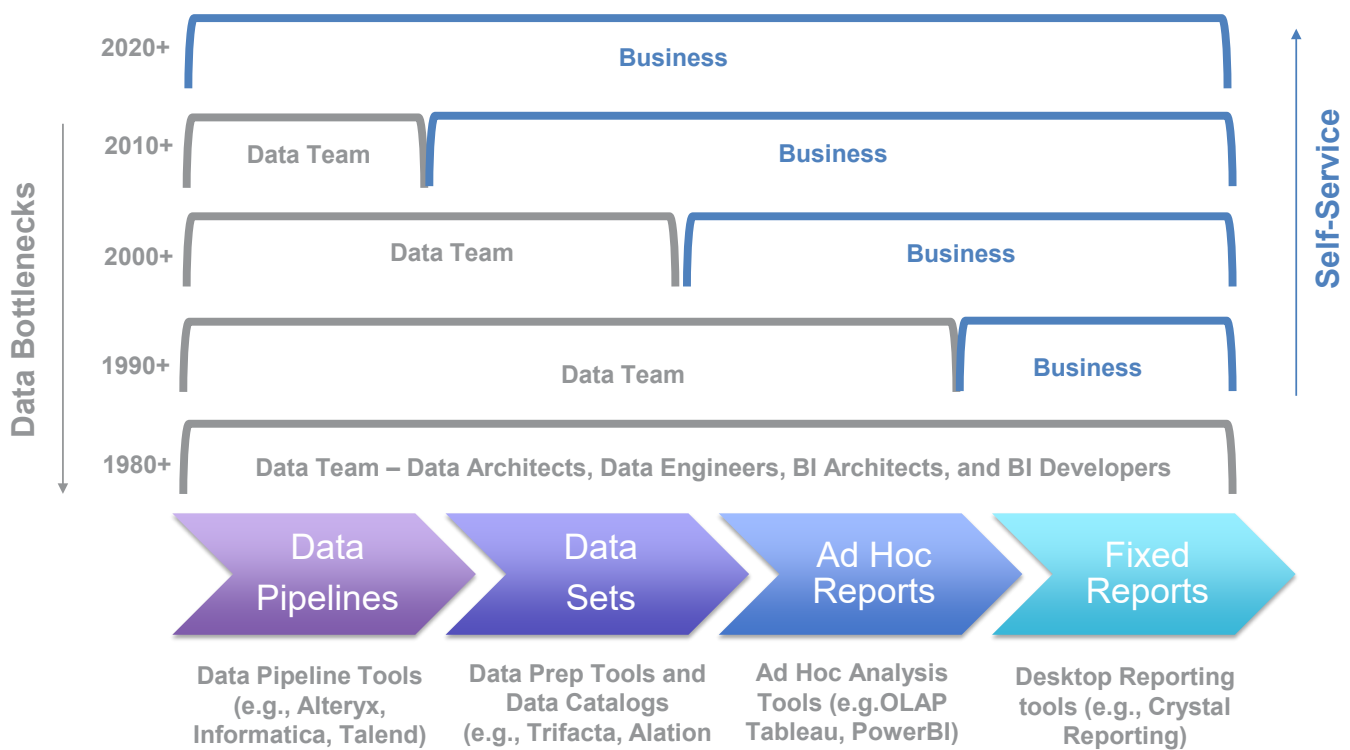 2020+
Business
2010+
Data Team
Business
2000+
Data Team
Business
1990+
Data Team
Business
1980+
Data Team – Data Architects, Data Engineers, BI Architects, and BI Developers
Data Bottlenecks
Self-Service
Data
Pipelines
Data
Sets
Ad Hoc
Reports
Fixed
Reports
Data Pipeline Tools
(e.g., Alteryx,
Informatica, Talend)
Data Prep Tools and
Data Catalogs
(e.g., Trifacta, Alation
Ad Hoc Analysis
Tools (e.g.OLAP
Tableau, PowerBI)
Desktop Reporting
tools (e.g., Crystal
Reporting)